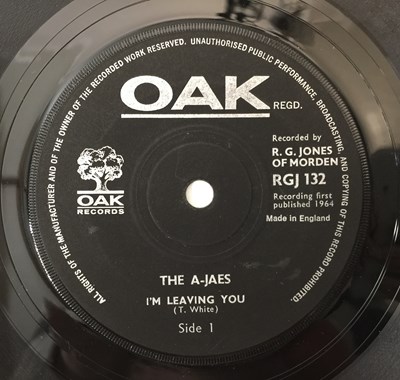 ALL RIGHTS OF THE MANUFACTURER AND OF THE OWNER OF THE RECORDED WORK RESERVED. UNAUTHORISED PUBLIC PERFORMANCE, BROADCASTING, AND COPYING OF THIS RECORD PROHIBITED.
OAK REGD.
Recorded by
R. G. JONES
OF MORDEN
RGJ 132
Recording first
published 1964
Made in England
OAK
RECORDS
THE A-JAES
I'M LEAVING YOU
(T. White)
Side 1